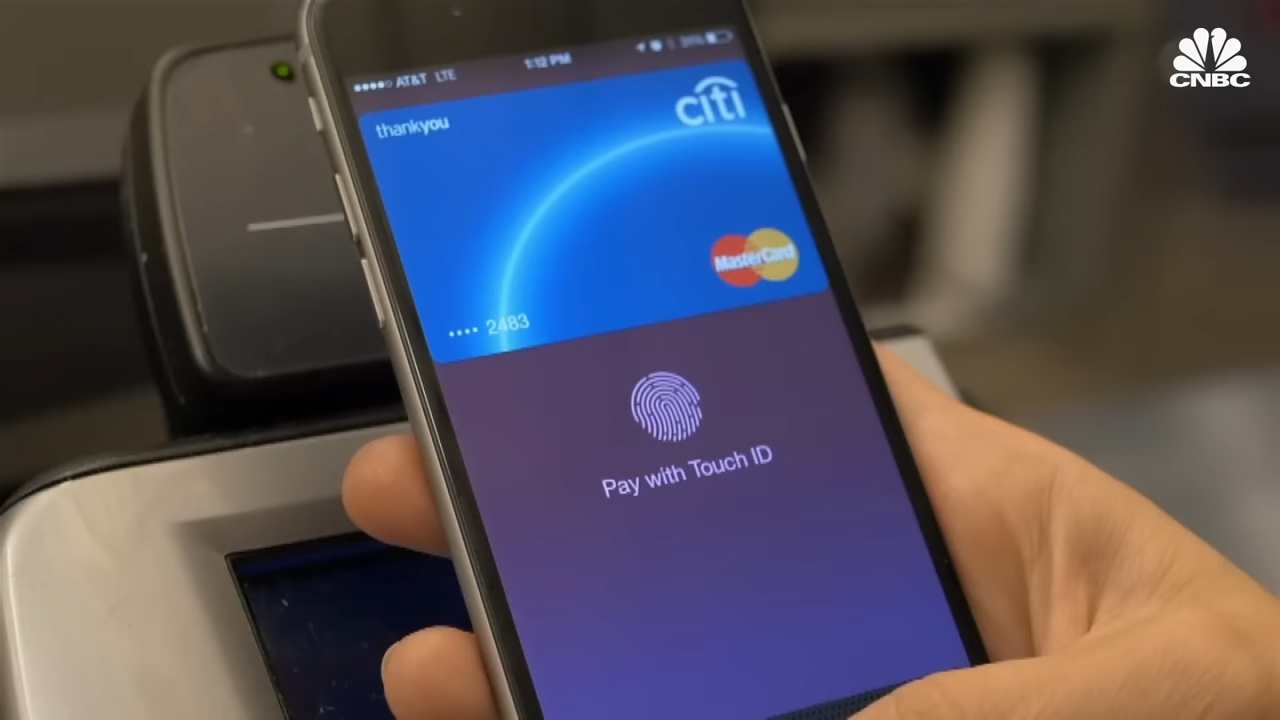 CNBC
●●●●○ AT&T LTE
1:12 PM
thankyou
citi
MasterCard
•••• 2483
Pay with Touch ID